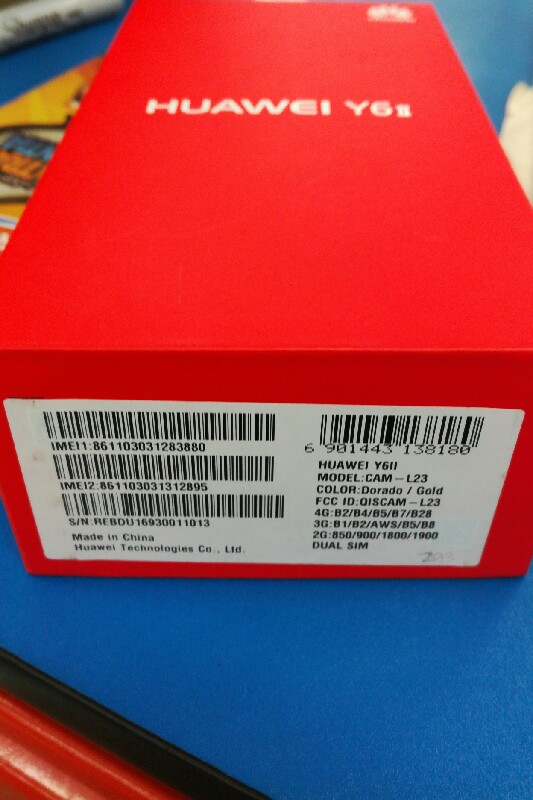 HUAWEI Y6II
IMEI1:861103031283880
IMEI2:861103031312895
S/N:REBDU16930011013
Made in China
Huawei Technologies Co., Ltd.
6 901443 138180
HUAWEI Y6II
MODEL:CAM-L23
COLOR:Dorado / Gold
FCC ID:QISCAM-L23
4G:B2/B4/B5/B7/B28
3G:B1/B2/AWS/B5/B8
2G:850/900/1800/1900
DUAL SIM